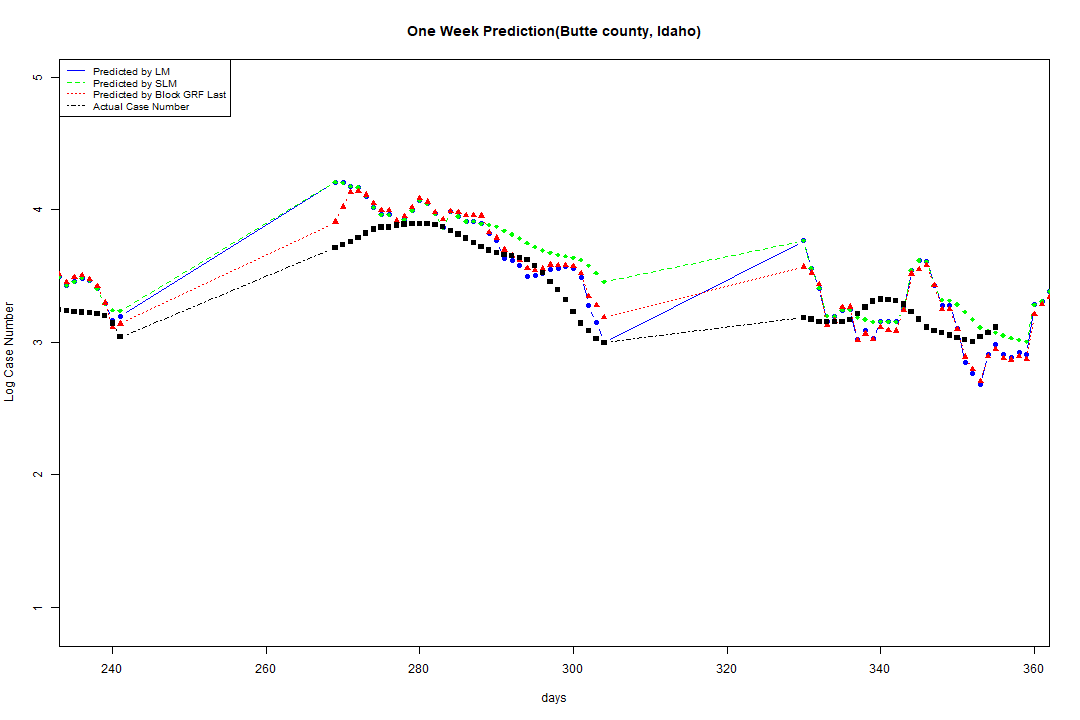 One Week Prediction(Butte county, Idaho)
Predicted by LM
Predicted by SLM
Predicted by Block GRF Last
Actual Case Number
5
4
3
2
1
Log Case Number
240 260 280 300 320 340 360
days